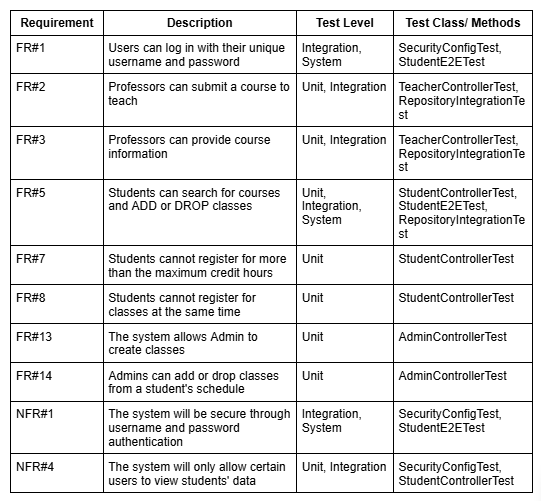 Requirement Description Test Level Test Class/ Methods
FR#1 Users can log in with their unique Integration, SecurityConfigTest,
username and password System StudentE2ETest
FR#2 Professors can submit a course to Unit, Integration TeacherControllerTest,
teach RepositoryIntegrationTe
st
FR#3 Professors can provide course Unit, Integration TeacherControllerTest,
information RepositoryIntegrationTe
st
FR#5 Students can search for courses Unit, StudentControllerTest,
and ADD or DROP classes Integration, StudentE2ETest,
System RepositoryIntegrationTe
st
FR#7 Students cannot register for more Unit StudentControllerTest
than the maximum credit hours
FR#8 Students cannot register for Unit StudentControllerTest
classes at the same time
FR#13 The system allows Admin to Unit AdminControllerTest
create classes
FR#14 Admins can add or drop classes Unit AdminControllerTest
from a student's schedule
NFR#1 The system will be secure through Integration, SecurityConfigTest,
username and password System StudentE2ETest
authentication
NFR#4 The system will only allow certain Unit, Integration SecurityConfigTest,
users to view students' data StudentControllerTest